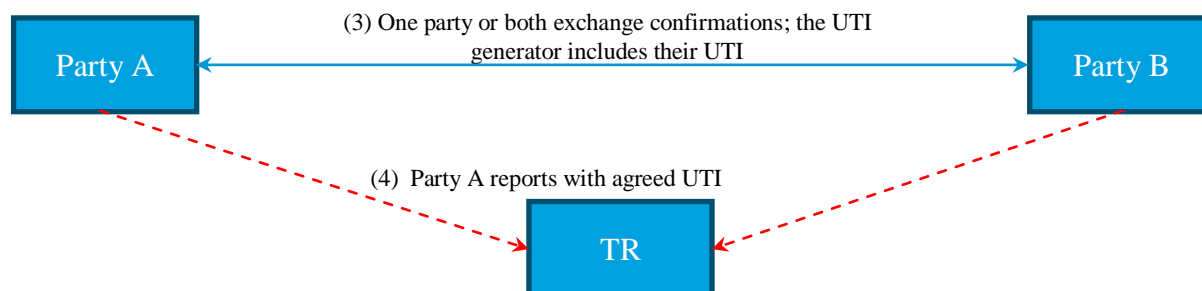 (3) One party or both exchange confirmations; the UTI
generator includes their UTI
Party A
Party B
(4) Party A reports with agreed UTI
TR